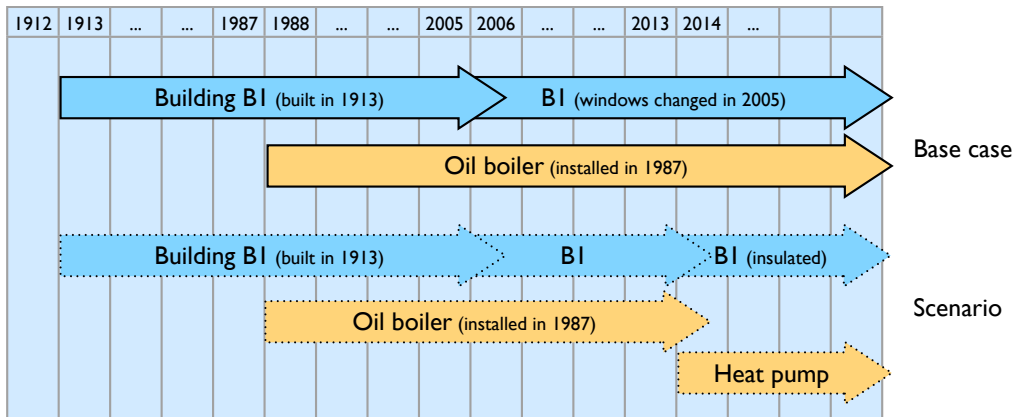 1912 1913 ... ... 1987 1988 ... ... 2005 2006 ... ... 2013 2014 ...
Building B1 (built in 1913) B1 (windows changed in 2005)
Base case
Oil boiler (installed in 1987)
Building B1 (built in 1913) B1 B1 (insulated)
Scenario
Oil boiler (installed in 1987)
Heat pump